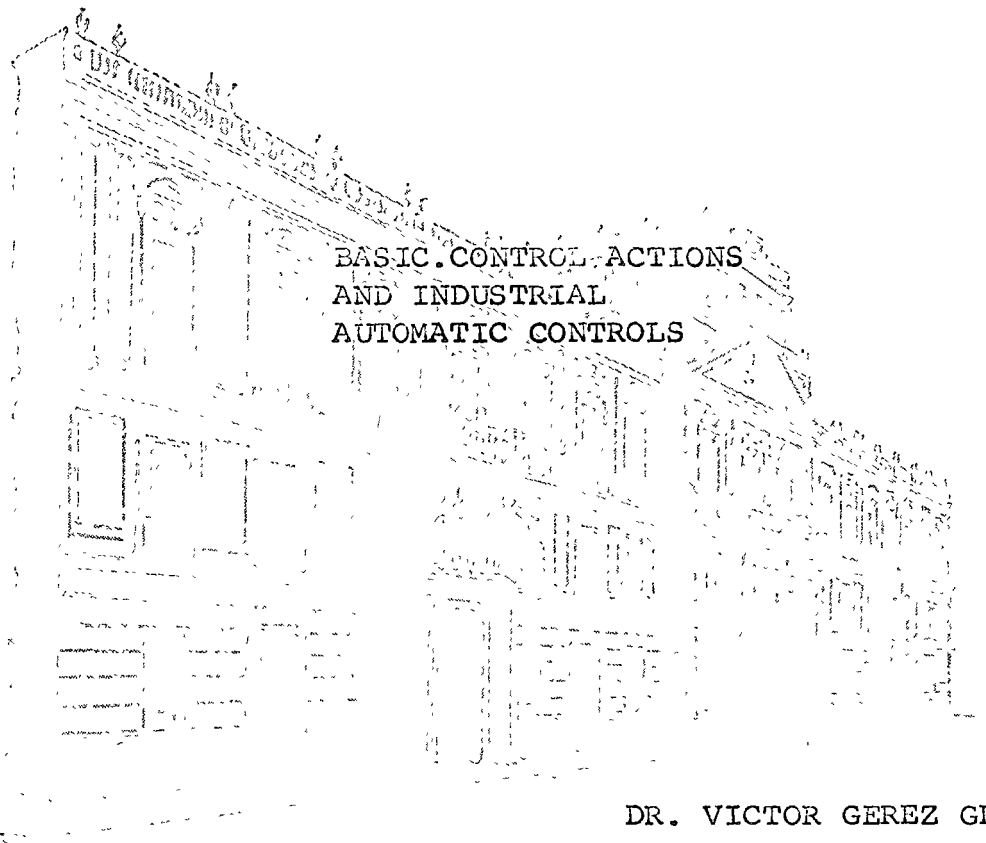 BASIC.CONTROL ACTIONS
AND INDUSTRIAL
AUTOMATIC CONTROLS
DR. VICTOR GEREZ